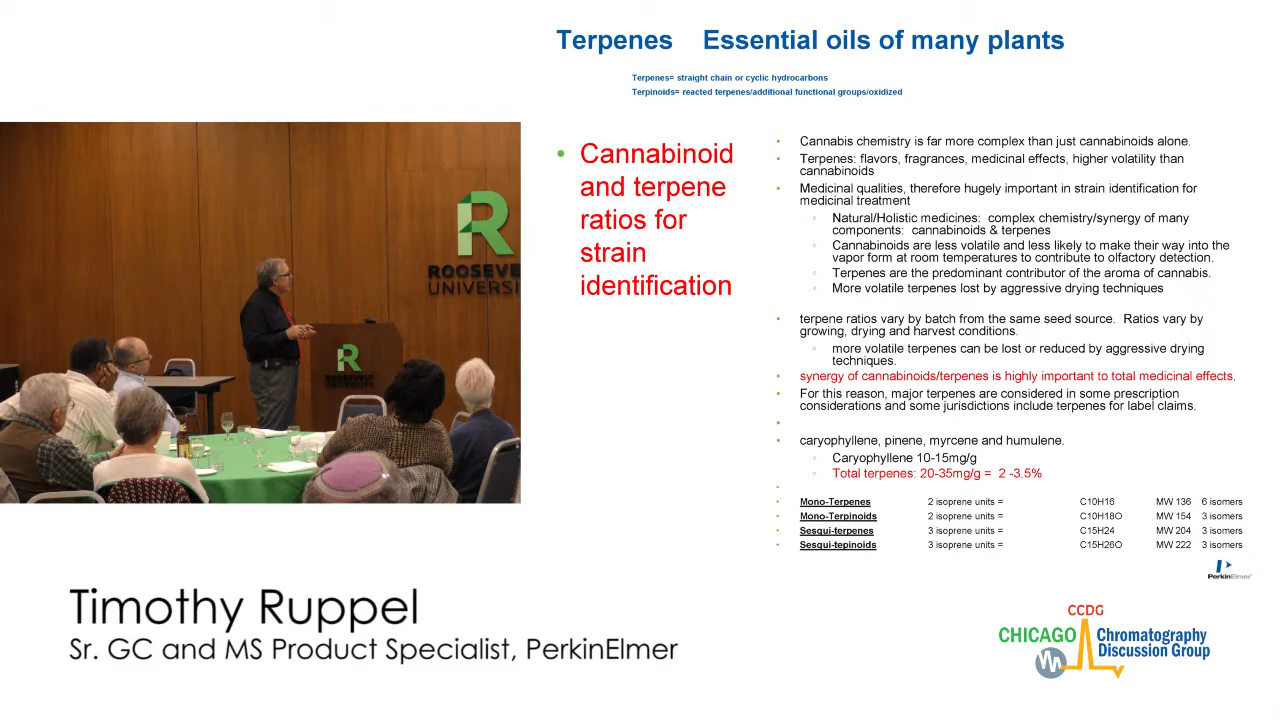 Terpenes Essential oils of many plants
Terpenes= straight chain or cyclic hydrocarbons
Terpinoids= reacted terpenes/additional functional groups/oxidized
• Cannabinoid
and terpene
ratios for
strain
identification
• Cannabis chemistry is far more complex than just cannabinoids alone.
• Terpenes: flavors, fragrances, medicinal effects, higher volatility than
cannabinoids
• Medicinal qualities, therefore hugely important in strain identification for
medicinal treatment
▫ Natural/Holistic medicines: complex chemistry/synergy of many
components: cannabinoids & terpenes
▫ Cannabinoids are less volatile and less likely to make their way into the
vapor form at room temperatures to contribute to olfactory detection.
▫ Terpenes are the predominant contributor of the aroma of cannabis.
▫ More volatile terpenes lost by aggressive drying techniques
• terpene ratios vary by batch from the same seed source. Ratios vary by
growing, drying and harvest conditions.
▫ more volatile terpenes can be lost or reduced by aggressive drying
techniques.
• synergy of cannabinoids/terpenes is highly important to total medicinal effects.
• For this reason, major terpenes are considered in some prescription
considerations and some jurisdictions include terpenes for label claims.
•
• caryophyllene, pinene, myrcene and humulene.
▫ Caryophyllene 10-15mg/g
▫ Total terpenes: 20-35mg/g = 2 -3.5%
•
• Mono-Terpenes 2 isoprene units = C10H16 MW 136 6 isomers
• Mono-Terpinoids 2 isoprene units = C10H18O MW 154 3 isomers
• Sesqui-terpenes 3 isoprene units = C15H24 MW 204 3 isomers
• Sesqui-tepinoids 3 isoprene units = C15H26O MW 222 3 isomers
PerkinElmer
R
ROOSEVE
UNIVERSI
R
ROOSEVELT
UNIVERSITY
Timothy Ruppel
Sr. GC and MS Product Specialist, PerkinElmer
CCDG
CHICAGO Chromatography
Discussion Group